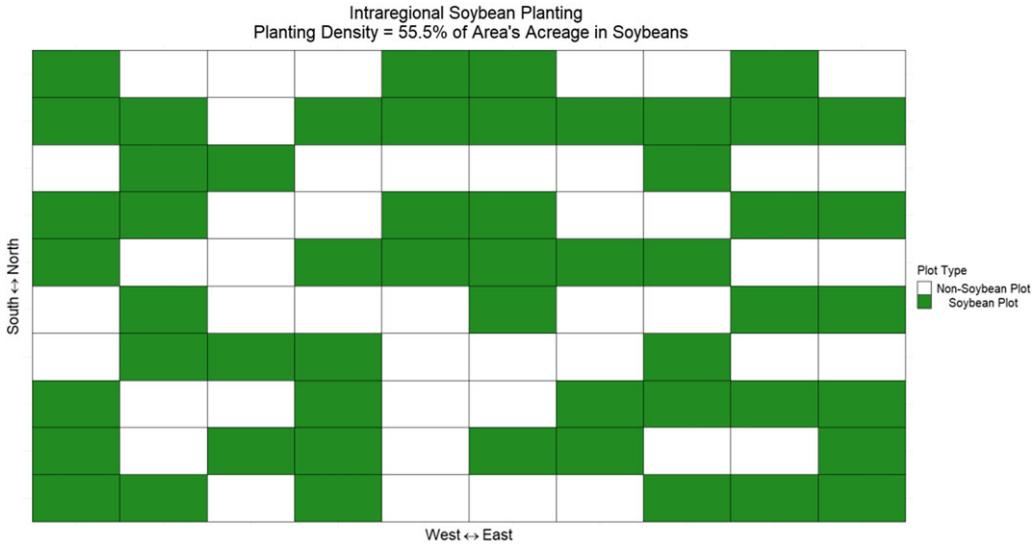 Intraregional Soybean Planting
Planting Density = 55.5% of Area's Acreage in Soybeans
South ↔ North
Plot Type
Non-Soybean Plot
Soybean Plot
West ↔ East